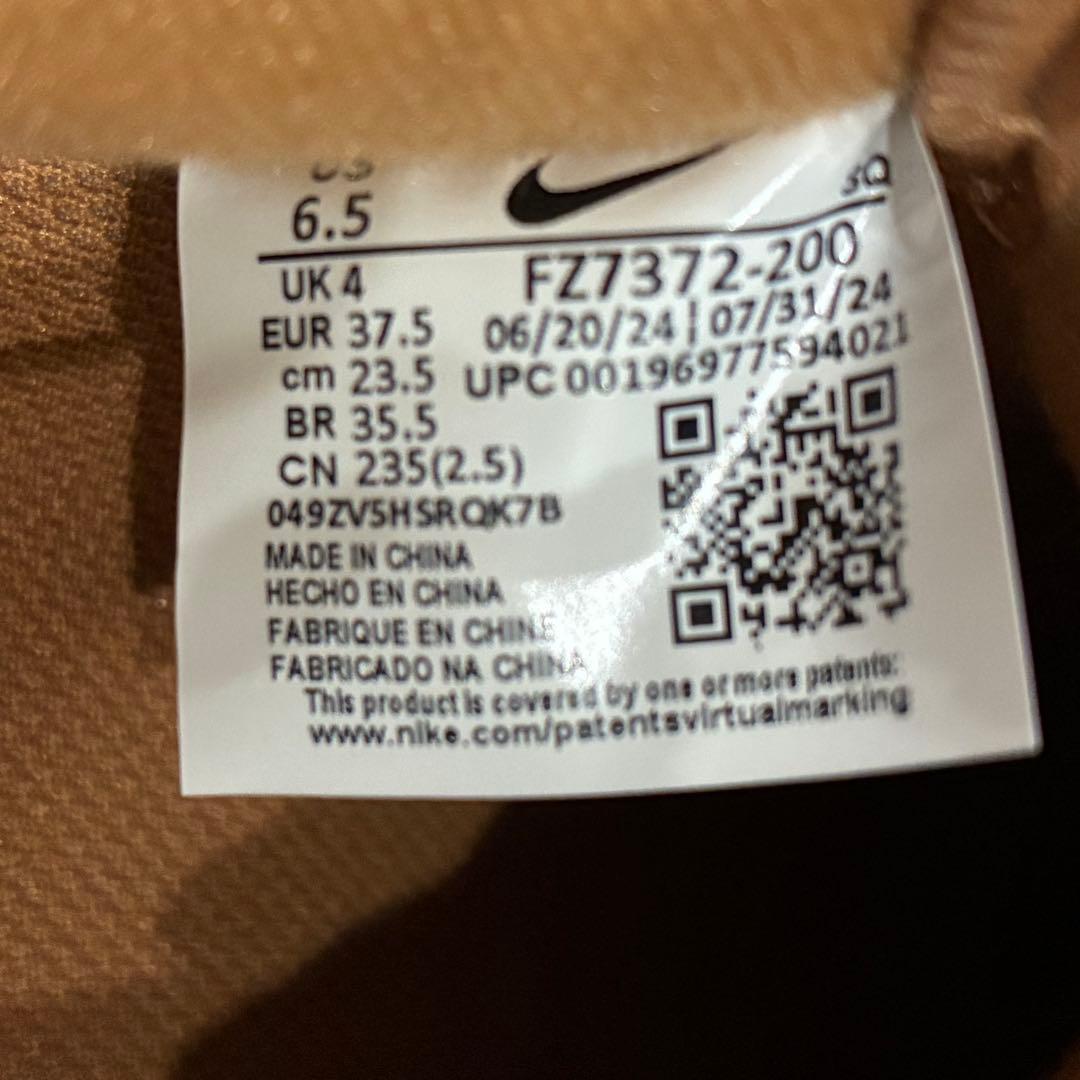 US
6.5
SQ
UK 4
FZ7372-200
EUR 37.5
06/20/24 | 07/31/24
cm 23.5
UPC 00196977594021
BR 35.5
CN 235(2.5)
049ZV5HSRQK7B
MADE IN CHINA
HECHO EN CHINA
FABRIQUE EN CHINE
FABRICADO NA CHINA
This product is covered by one or more patents:
www.nike.com/patentsvirtualmarking